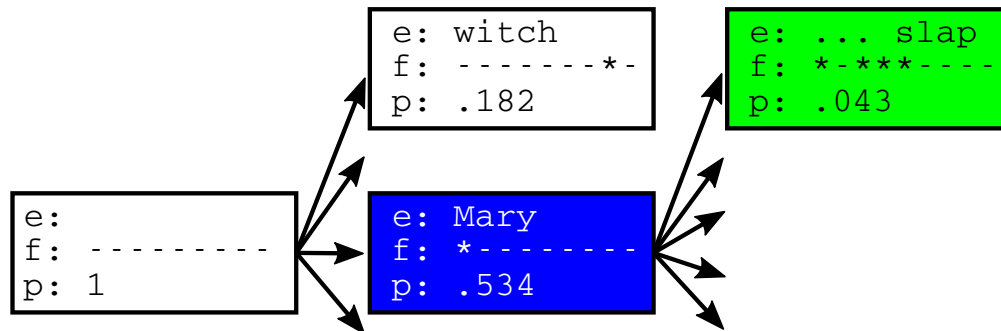 e: witch
f: -------*-
p: .182
e: ... slap
f: *-***----
p: .043
e:
f: ---------
p: 1
e: Mary
f: *--------
p: .534